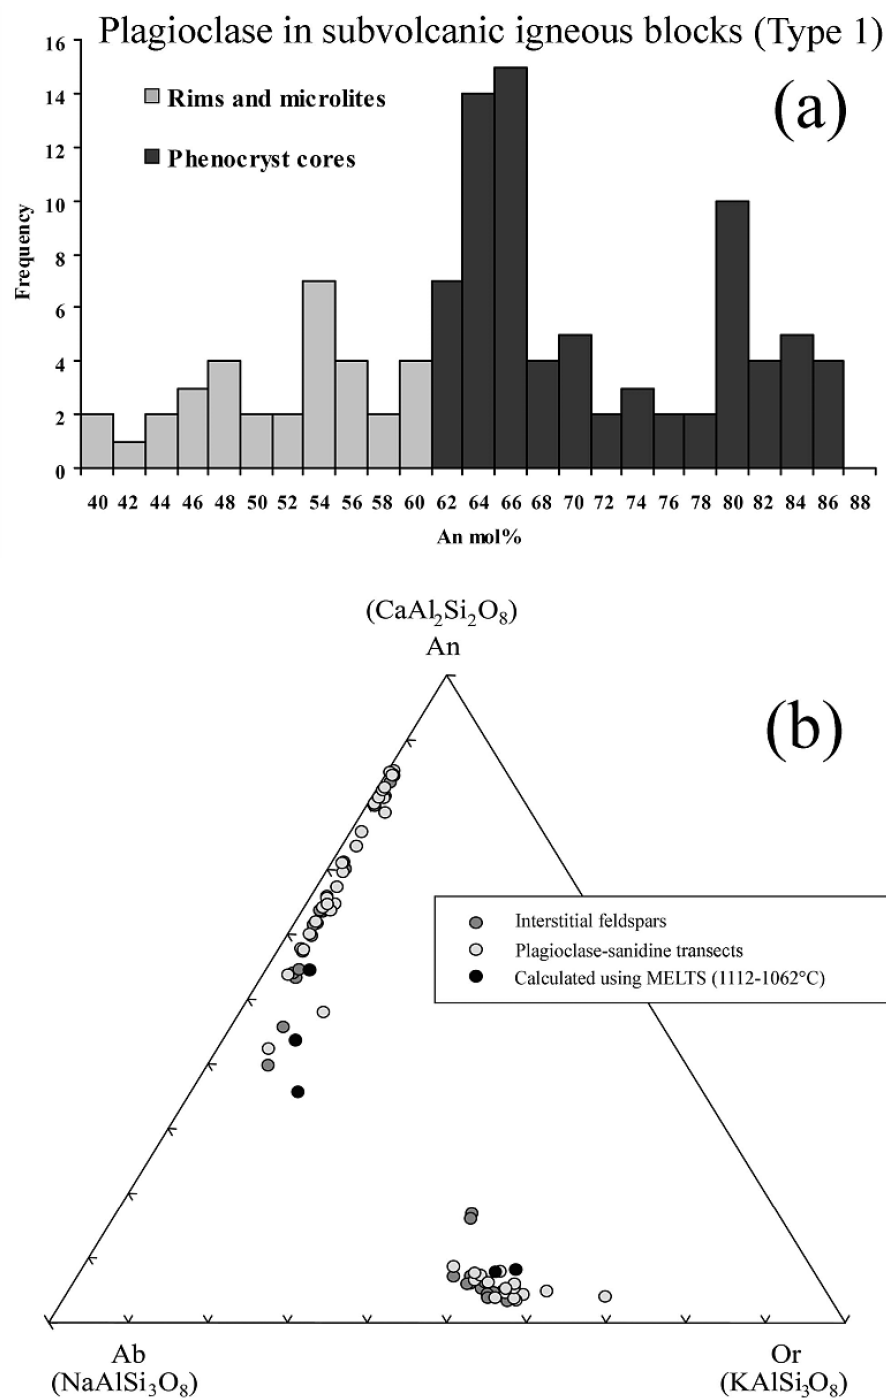 Plagioclase in subvolcanic igneous blocks (Type 1)
(a)
16
14
12
10
8
6
4
2
0
Frequency
Rims and microlites
Phenocryst cores
40 42 44 46 48 50 52 54 56 58 60 62 64 66 68 70 72 74 76 78 80 82 84 86 88
An mol%
(CaAl₂Si₂O₈)
An
(b)
Interstitial feldspars
Plagioclase-sanidine transects
Calculated using MELTS (1112-1062°C)
Ab
(NaAlSi₃O₈)
Or
(KAlSi₃O₈)